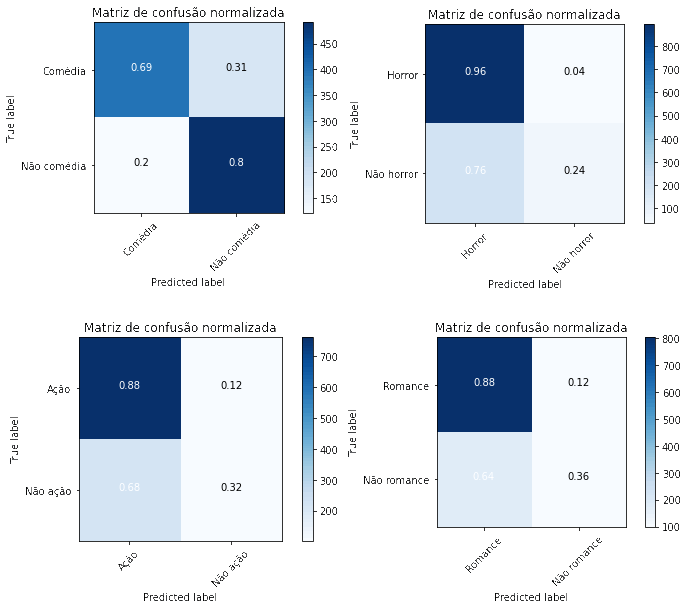 Matriz de confusão normalizada
True label
Comédia
Não comédia
0.69
0.31
0.2
0.8
Comédia
Não comédia
Predicted label
450
400
350
300
250
200
150
Matriz de confusão normalizada
True label
Horror
Não horror
0.96
0.04
0.76
0.24
Horror
Não horror
Predicted label
800
700
600
500
400
300
200
100
Matriz de confusão normalizada
True label
Ação
Não ação
0.88
0.12
0.68
0.32
Ação
Não ação
Predicted label
700
600
500
400
300
200
Matriz de confusão normalizada
True label
Romance
Não romance
0.88
0.12
0.64
0.36
Romance
Não romance
Predicted label
800
700
600
500
400
300
200
100